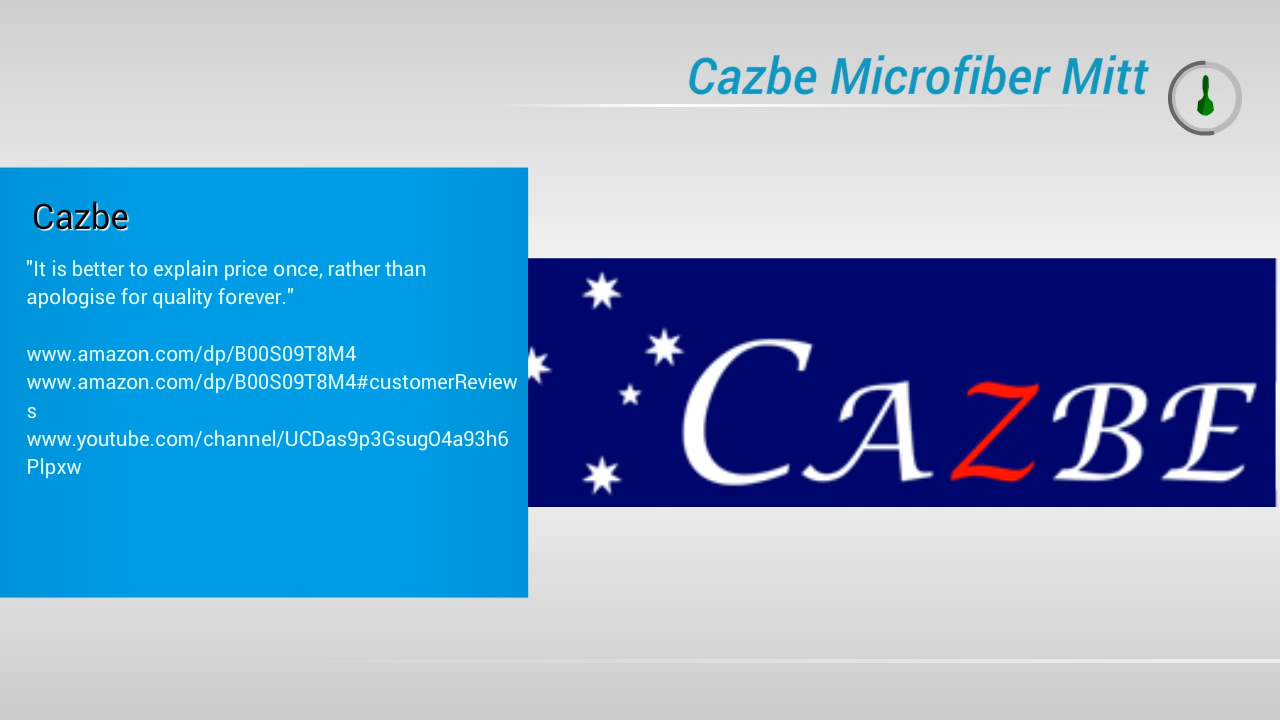 Cazbe Microfiber Mitt
Cazbe
"It is better to explain price once, rather than
apologise for quality forever."
www.amazon.com/dp/B00S09T8M4
www.amazon.com/dp/B00S09T8M4#customerReview
s
www.youtube.com/channel/UCDas9p3GsugO4a93h6
Plpxw
CAZBE